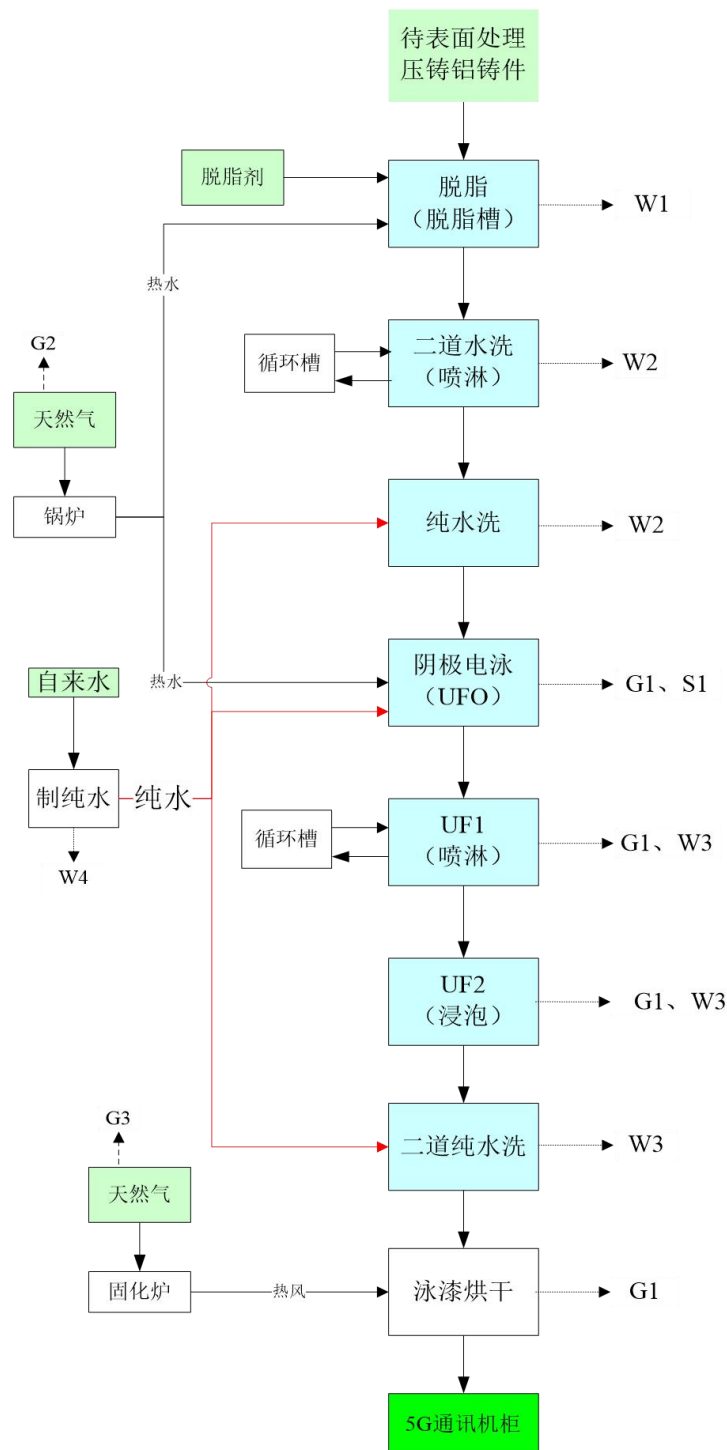 待表面处理
压铸铝铸件
脱脂剂
脱脂
（脱脂槽）
W1
热水
G2
天然气
锅炉
循环槽
二道水洗
（喷淋）
W2
纯水洗
W2
自来水
热水
阴极电泳
（UFO）
G1、S1
制纯水
纯水
W4
循环槽
UF1
（喷淋）
G1、W3
UF2
（浸泡）
G1、W3
G3
天然气
二道纯水洗
W3
固化炉
热风
泳漆烘干
G1
5G通讯机柜